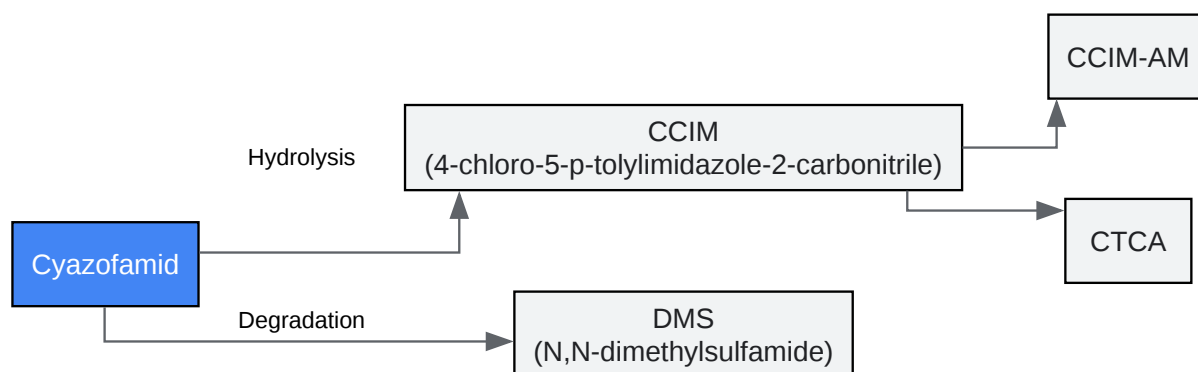 CCIM-AM
CCIM
(4-chloro-5-p-tolylimidazole-2-carbonitrile)
Hydrolysis
CTCA
Cyazofamid
Degradation
DMS
(N,N-dimethylsulfamide)